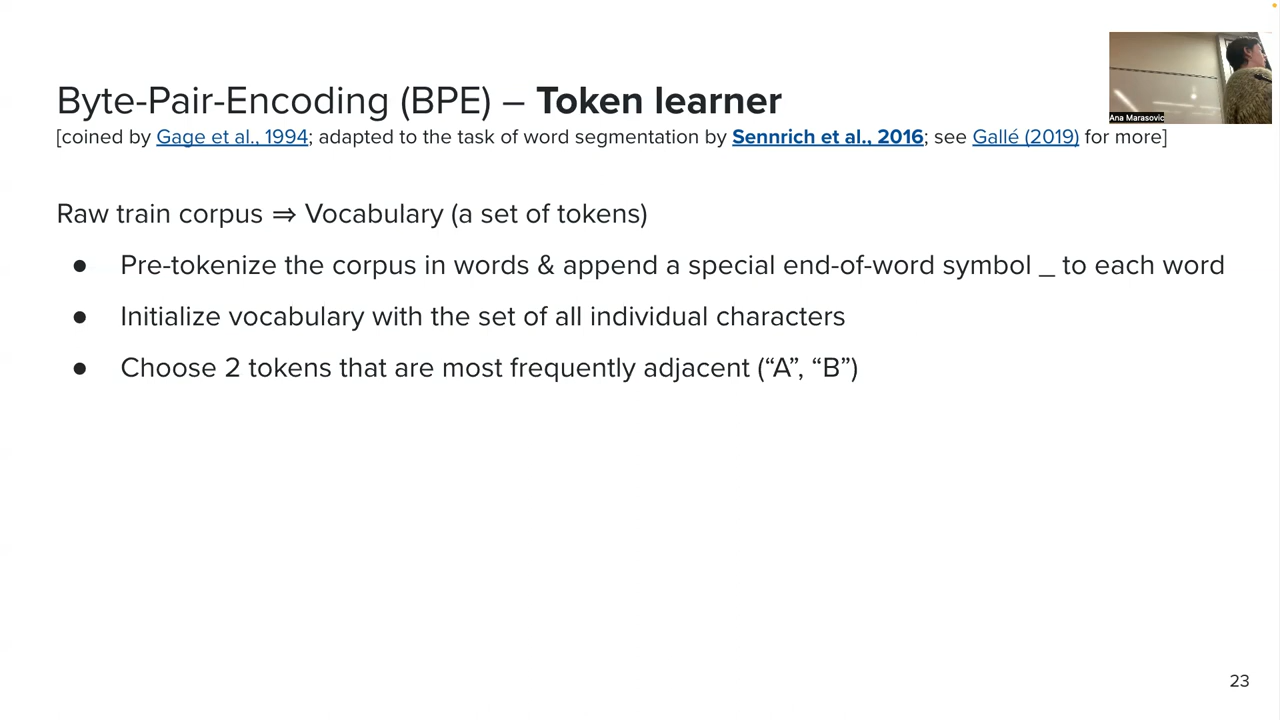 Byte-Pair-Encoding (BPE) – Token learner
[coined by Gage et al., 1994; adapted to the task of word segmentation by Sennrich et al., 2016; see Gallé (2019) for more]
Ana Marasovic
Raw train corpus ⇒ Vocabulary (a set of tokens)
● Pre-tokenize the corpus in words & append a special end-of-word symbol _ to each word
● Initialize vocabulary with the set of all individual characters
● Choose 2 tokens that are most frequently adjacent (“A”, “B”)
23